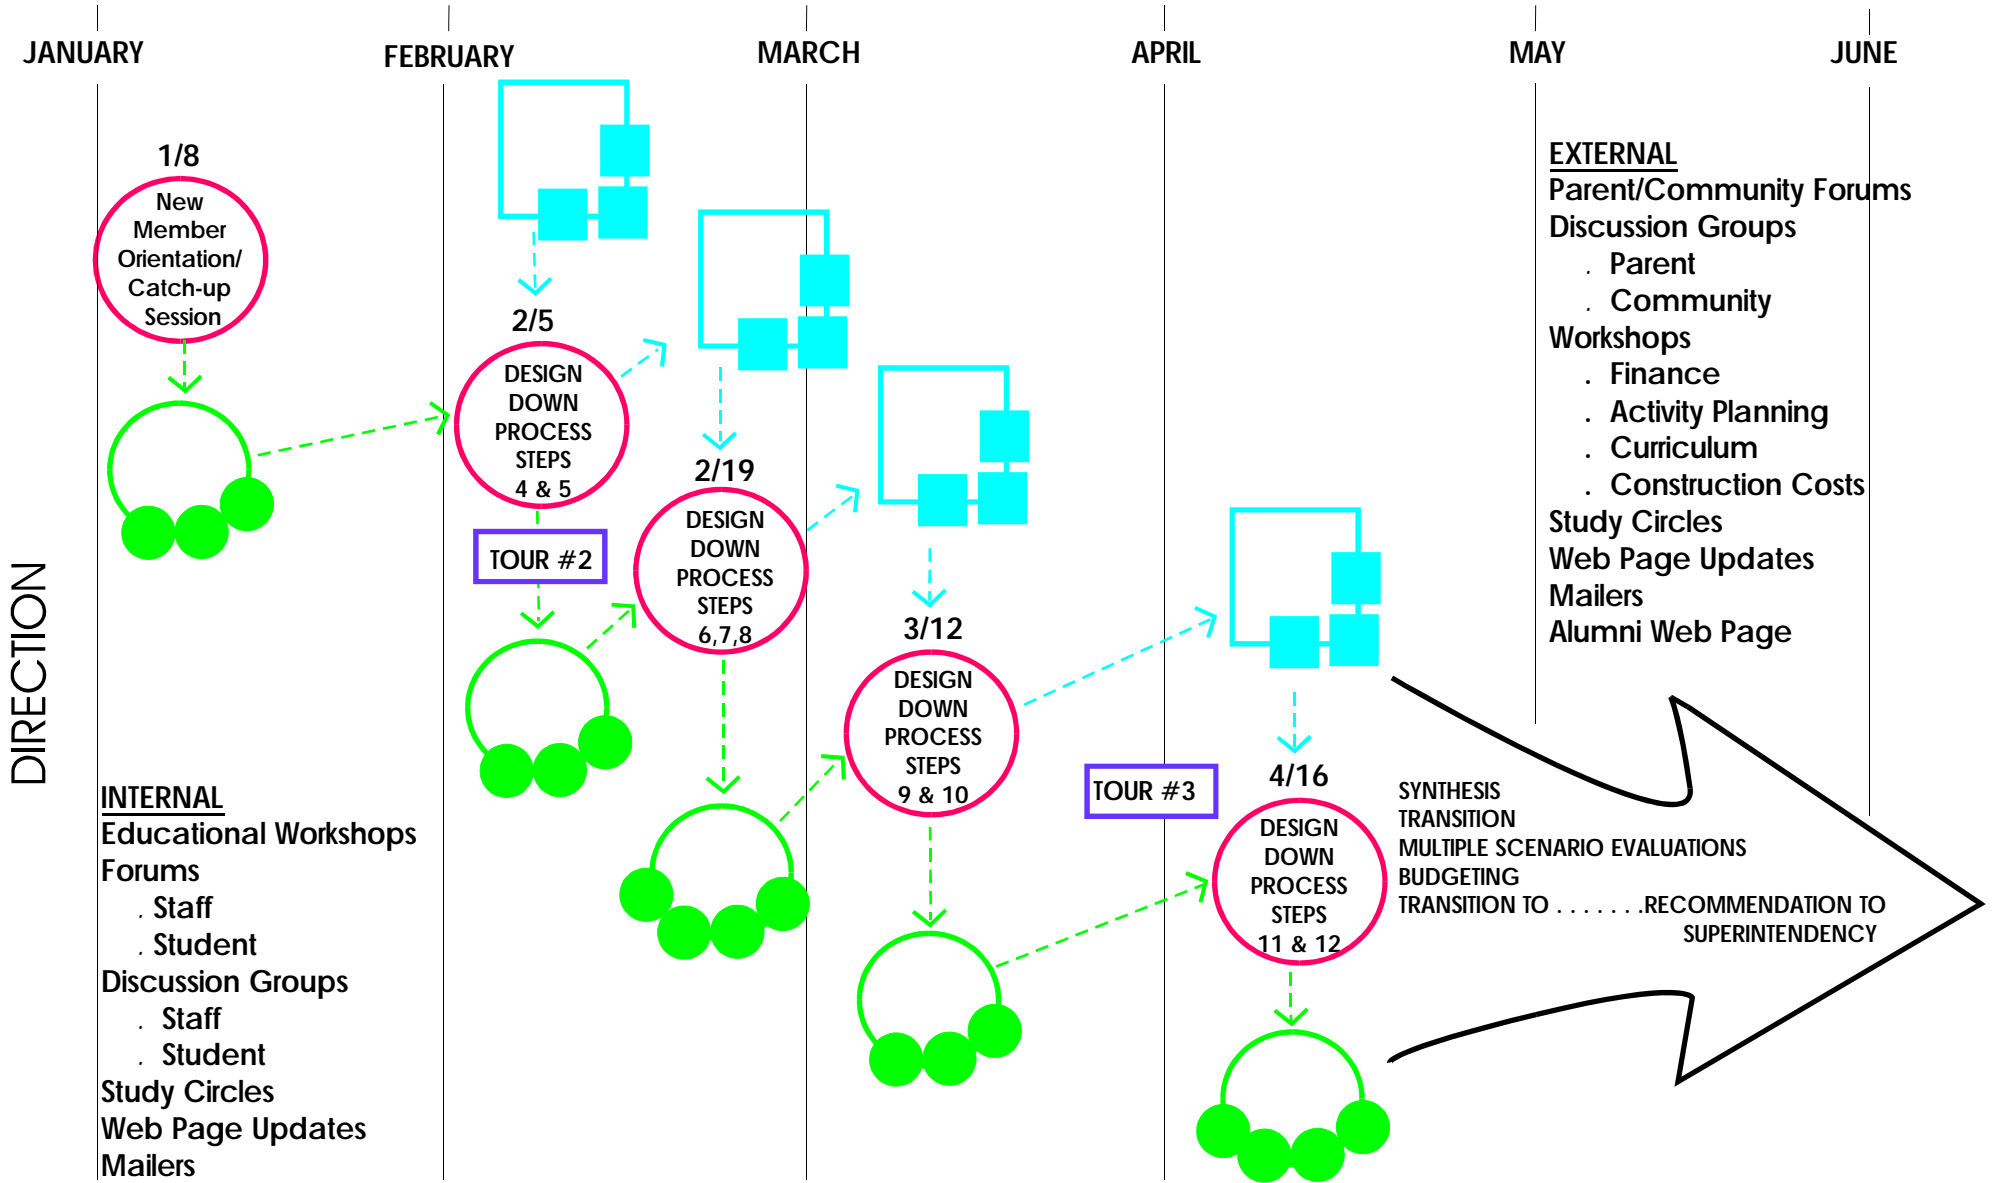 JANUARY
FEBRUARY
MARCH
APRIL
MAY
JUNE
DIRECTION
1/8
New
Member
Orientation/
Catch-up
Session
2/5
DESIGN
DOWN
PROCESS
STEPS
4 & 5
TOUR #2
2/19
DESIGN
DOWN
PROCESS
STEPS
6,7,8
3/12
DESIGN
DOWN
PROCESS
STEPS
9 & 10
TOUR #3
4/16
DESIGN
DOWN
PROCESS
STEPS
11 & 12
INTERNAL
Educational Workshops
Forums
. Staff
. Student
Discussion Groups
. Staff
. Student
Study Circles
Web Page Updates
Mailers
EXTERNAL
Parent/Community Forums
Discussion Groups
. Parent
. Community
Workshops
. Finance
. Activity Planning
. Curriculum
. Construction Costs
Study Circles
Web Page Updates
Mailers
Alumni Web Page
SYNTHESIS
TRANSITION
MULTIPLE SCENARIO EVALUATIONS
BUDGETING
TRANSITION TO . . . . . . .RECOMMENDATION TO
SUPERINTENDENCY